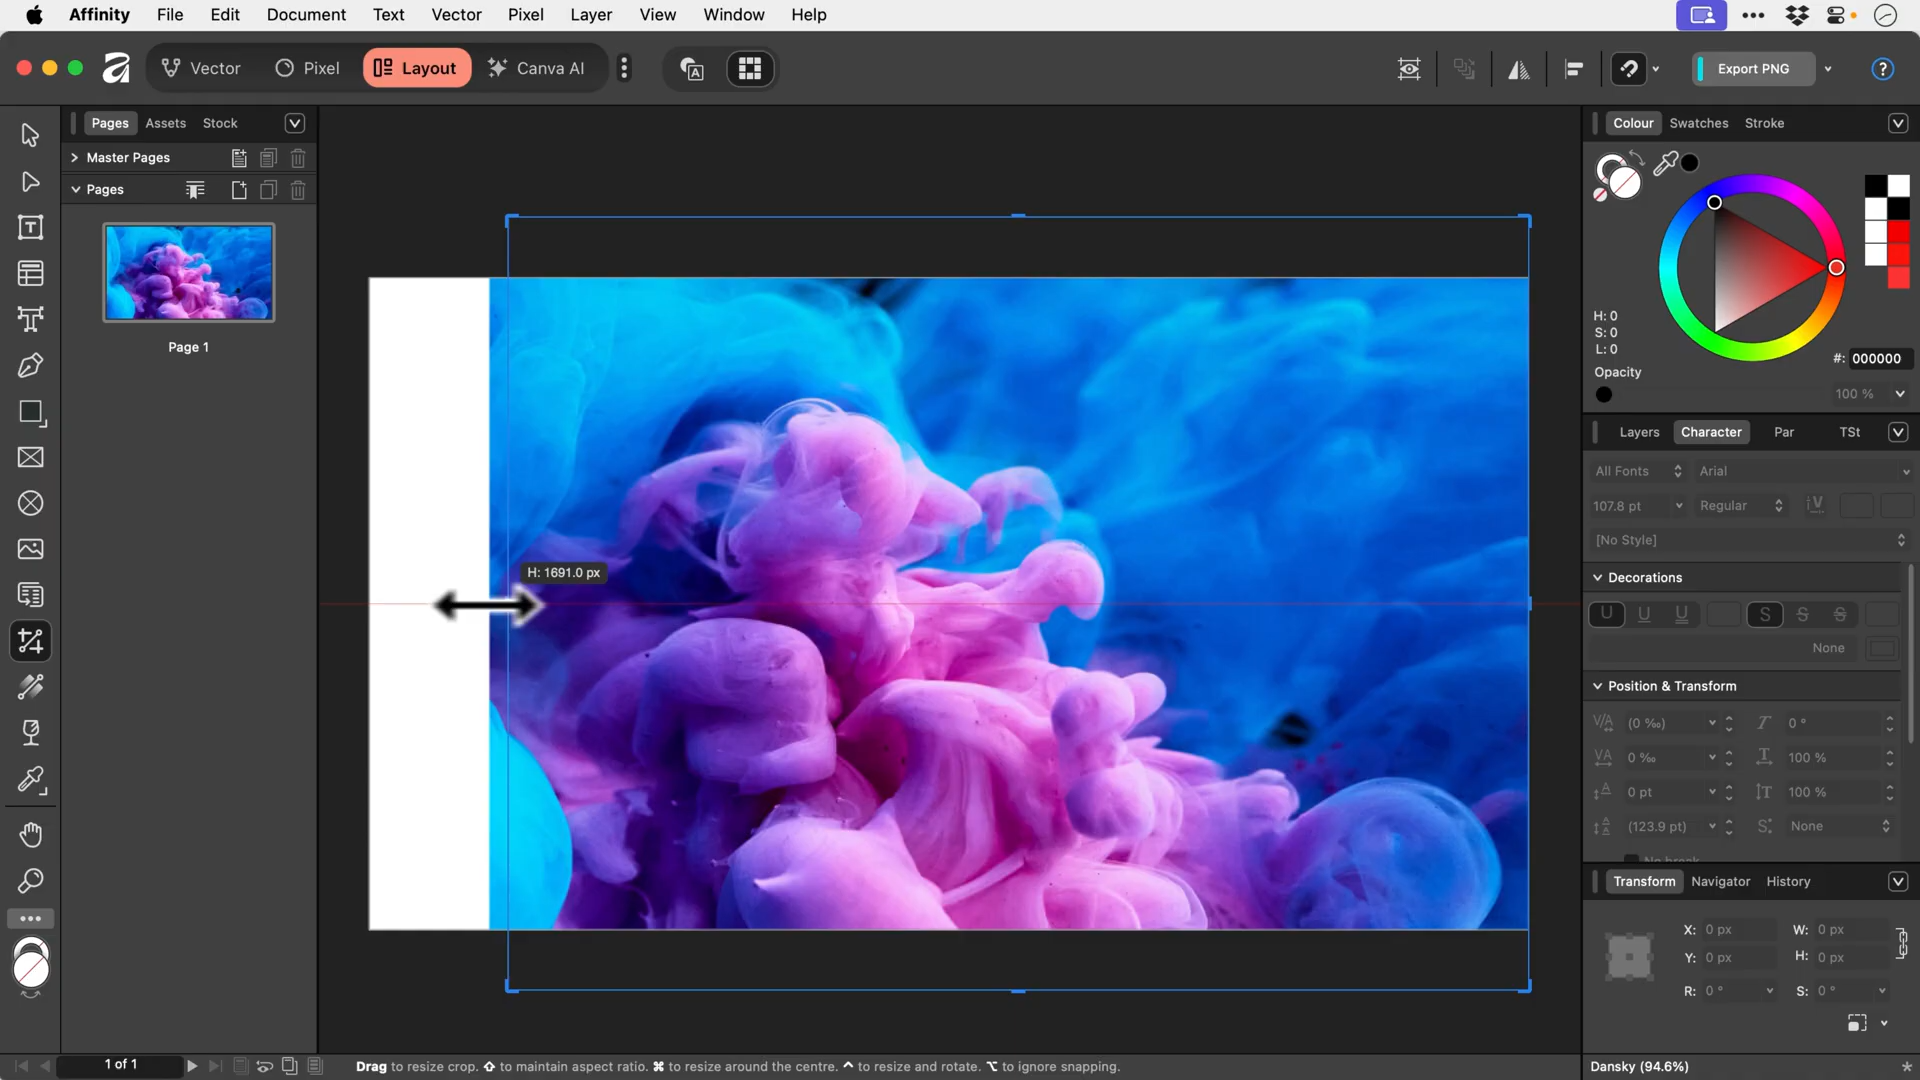 Affinity File Edit Document Text Vector Pixel Layer View Window Help
Vector Pixel Layout Canva AI Export PNG
Pages Assets Stock
Master Pages
Pages
Page 1
H: 1691.0 px
Colour Swatches Stroke
H: 0
S: 0
L: 0
#: 000000
Opacity
100 %
Layers Character Par TSt
All Fonts Arial
107.8 pt Regular
[No Style]
Decorations
U U U S S S
None
Position & Transform
(0 ‰) 0 °
0 ‰ 100 %
0 pt 100 %
(123.9 pt) None
No break
Transform Navigator History
X: 0 px W: 0 px
Y: 0 px H: 0 px
R: 0 ° S: 0 °
1 of 1
Drag to resize crop. ⇧ to maintain aspect ratio. ⌘ to resize around the centre. ^ to resize and rotate. ⌥ to ignore snapping.
Dansky (94.6%)